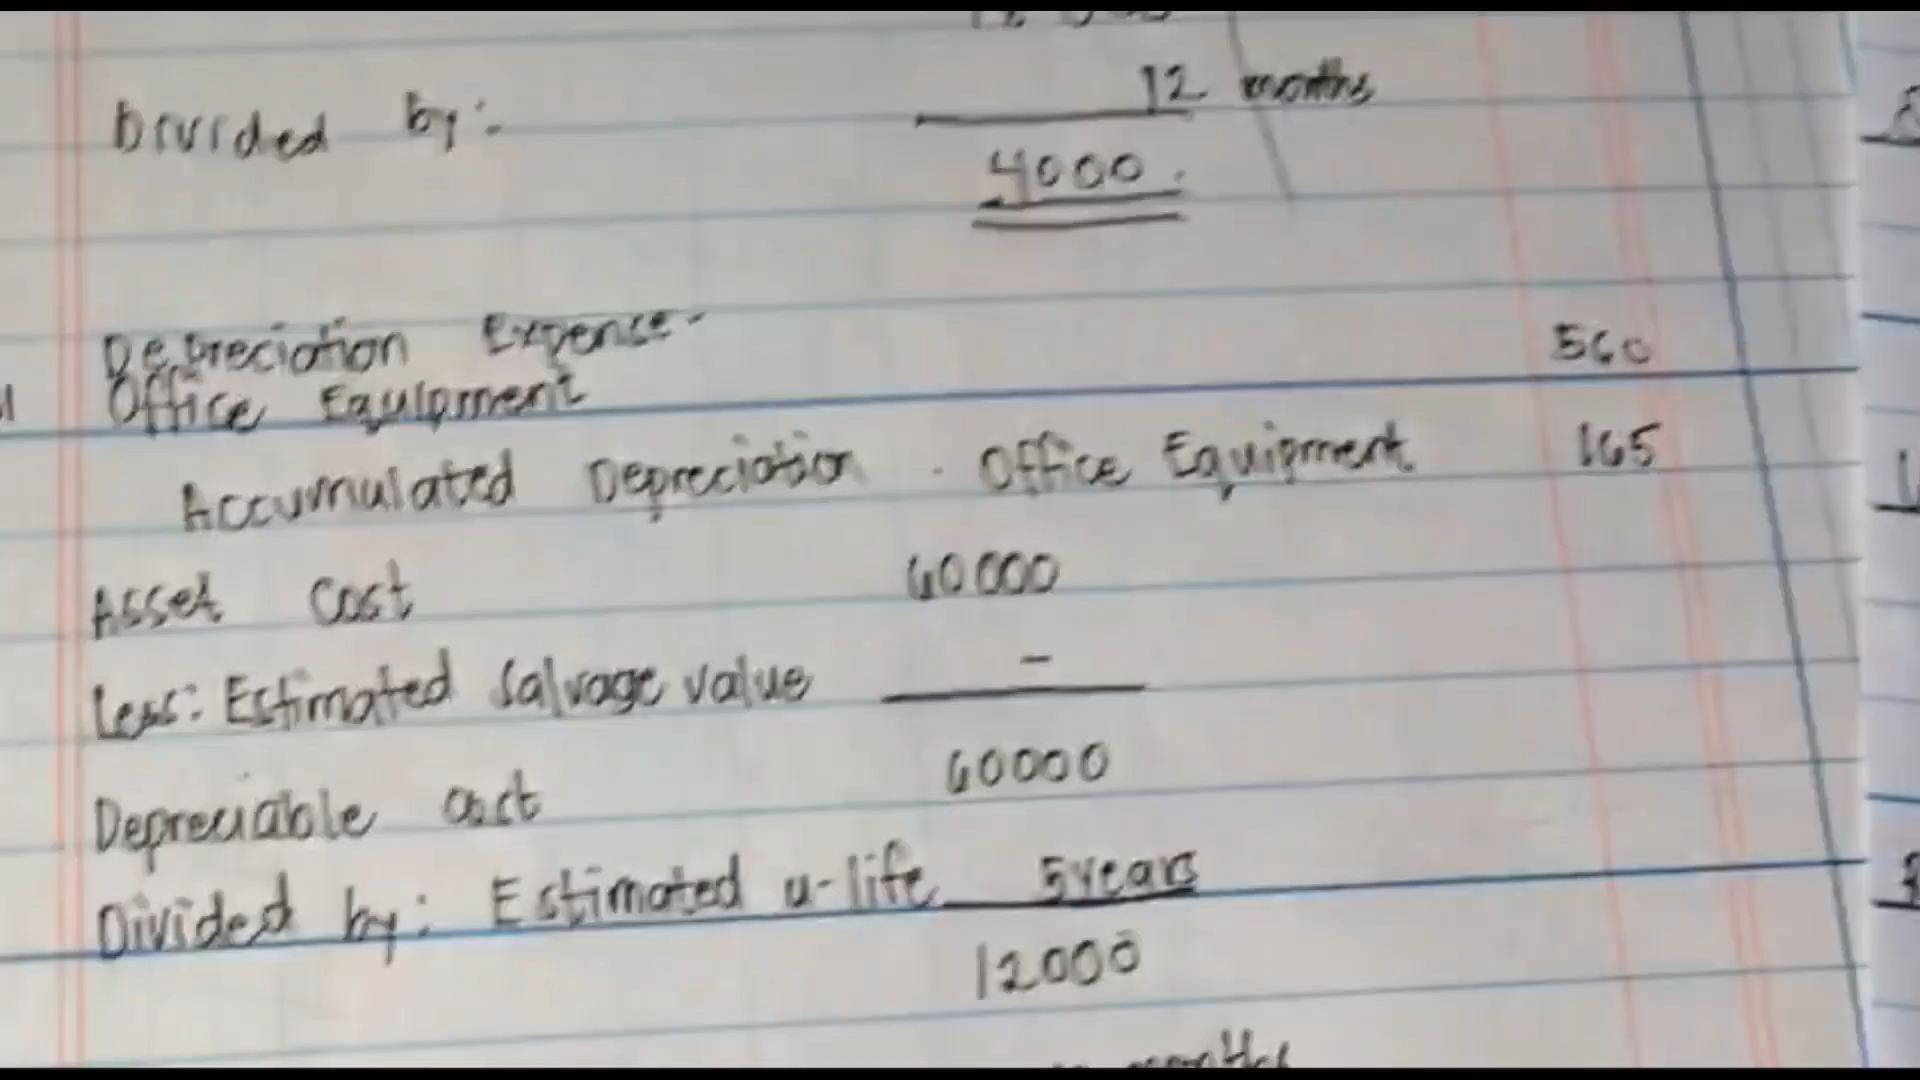 Divided by: 12 months
4000
Depreciation Expense- 560
Office Equipment
Accumulated Depreciation - Office Equipment 165
Asset Cost 60000
Less: Estimated Salvage value -
60000
Depreciable cost
Divided by: Estimated u-life 5years
12000
months